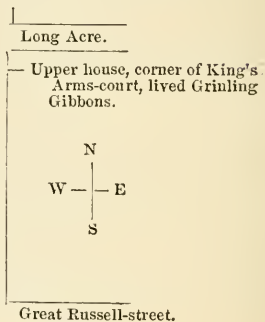 Long Acre.
Upper house, corner of King's
Arms-court, lived Grinling
Gibbons.
N
W E
S
Great Russell-street.